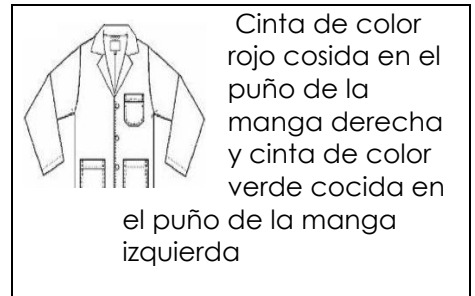 Cinta de color
rojo cosida en el
puño de la
manga derecha
y cinta de color
verde cocida en
el puño de la manga
izquierda